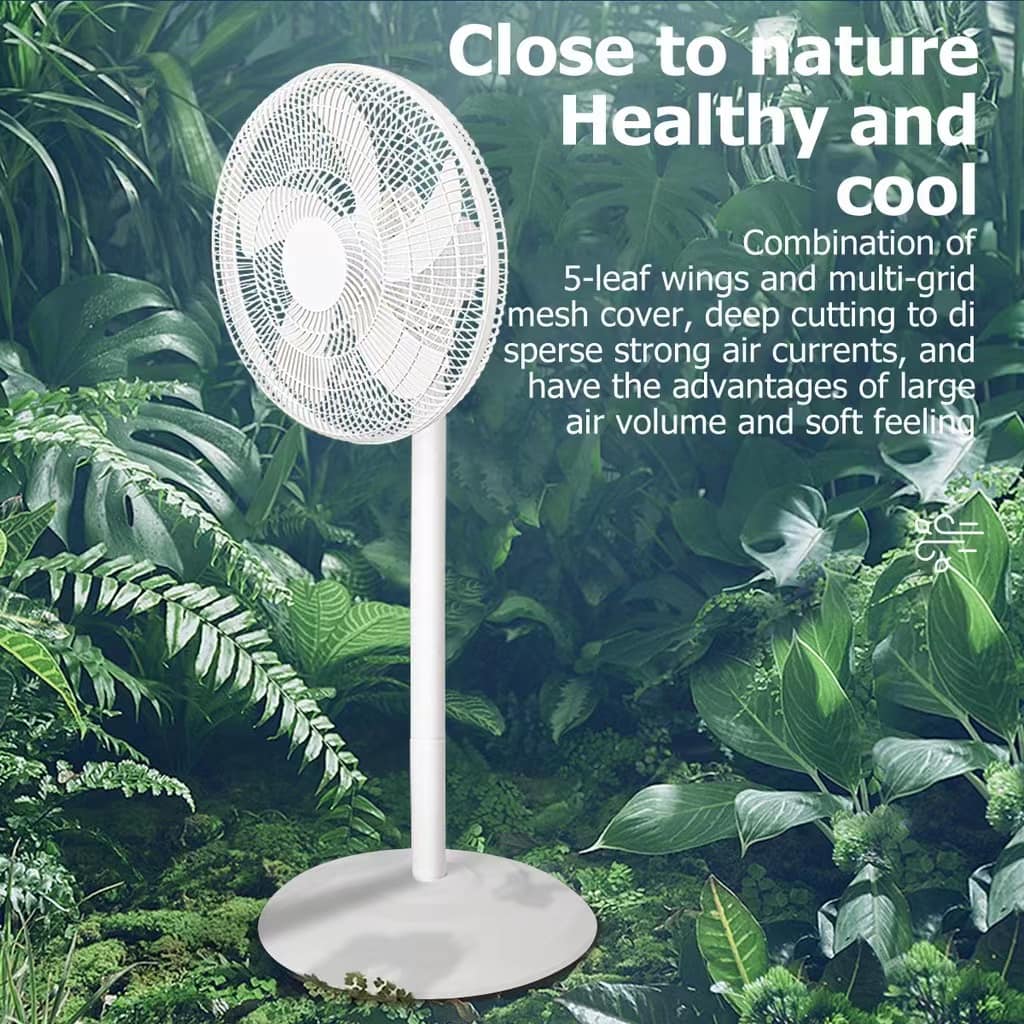 Close to nature
Healthy and
cool
Combination of
5-leaf wings and multi-grid
mesh cover, deep cutting to di
sperse strong air currents, and
have the advantages of large
air volume and soft feeling